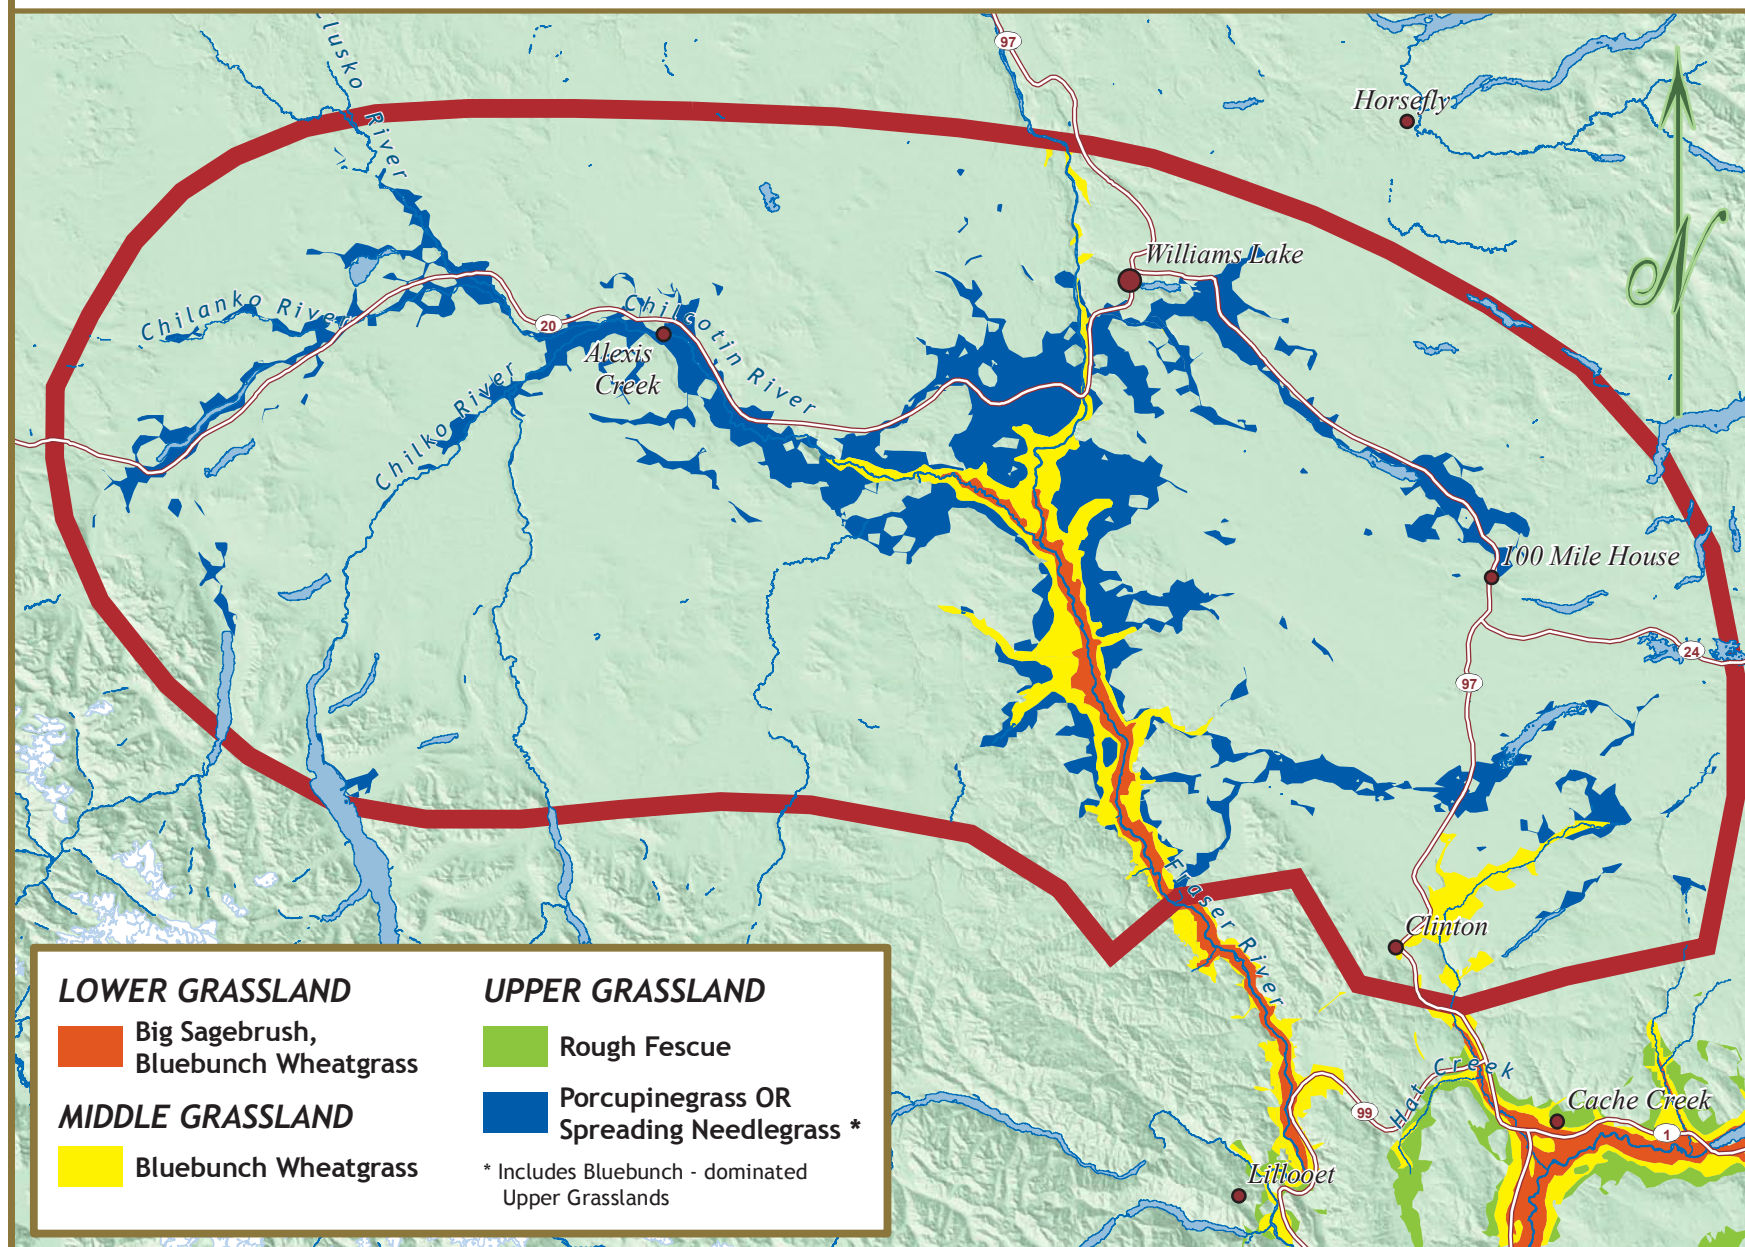 97
lusko
River
Horsefly
N
Williams Lake
Chilanko River
20
Chilcotin River
Alexis
Creek
Chilko River
100 Mile House
24
97
Fraser River
Clinton
Hat Creek
99
Cache Creek
1
Lillooet
LOWER GRASSLAND
Big Sagebrush,
Bluebunch Wheatgrass
MIDDLE GRASSLAND
Bluebunch Wheatgrass
UPPER GRASSLAND
Rough Fescue
Porcupinegrass OR
Spreading Needlegrass *
* Includes Bluebunch - dominated
Upper Grasslands